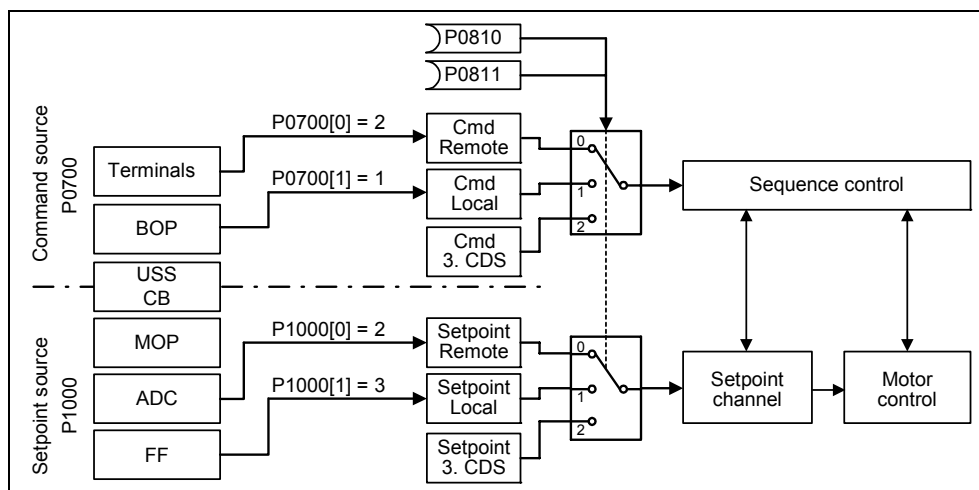 P0810
P0811
Command source
P0700
Terminals
BOP
USS
CB
P0700[0] = 2
P0700[1] = 1
Cmd
Remote
Cmd
Local
Cmd
3. CDS
0
1
2
Sequence control
Setpoint source
P1000
MOP
ADC
FF
P1000[0] = 2
P1000[1] = 3
Setpoint
Remote
Setpoint
Local
Setpoint
3. CDS
0
1
2
Setpoint
channel
Motor
control